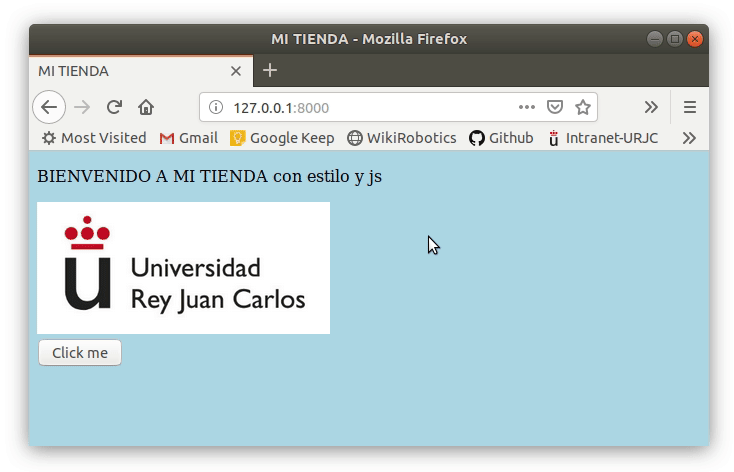 MI TIENDA - Mozilla Firefox
MI TIENDA
127.0.0.1:8000
Most Visited Gmail Google Keep WikiRobotics Github Intranet-URJC
BIENVENIDO A MI TIENDA con estilo y js
u Universidad
Rey Juan Carlos
Click me